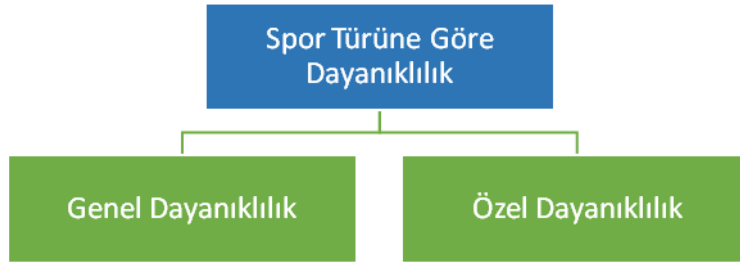 Spor Türüne Göre
Dayanıklılık
Genel Dayanıklılık
Özel Dayanıklılık